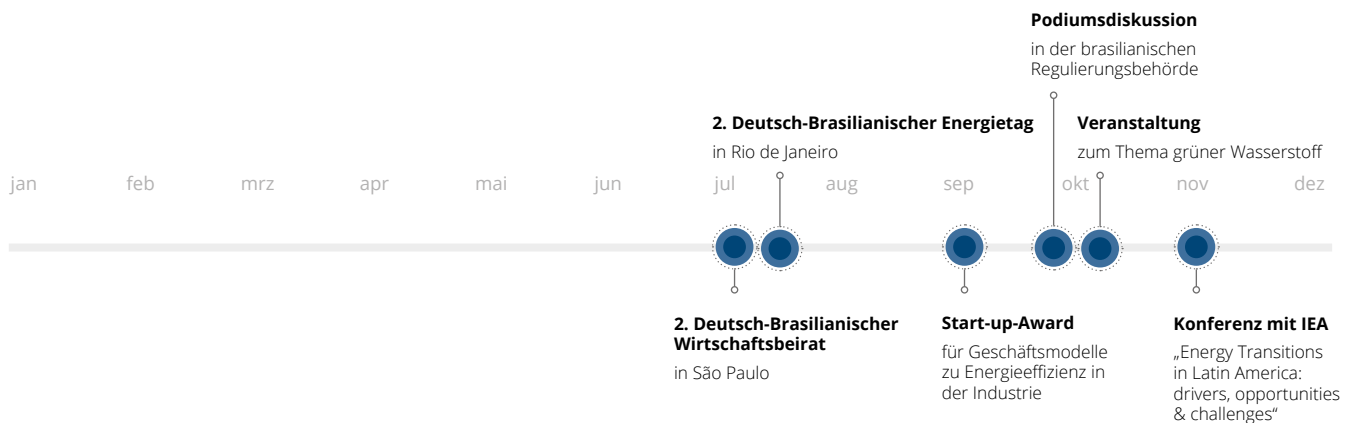 Podiumsdiskussion
in der brasilianischen
Regulierungsbehörde
2. Deutsch-Brasilianischer Energietag
in Rio de Janeiro
Veranstaltung
zum Thema grüner Wasserstoff
jan feb mrz apr mai jun jul aug sep okt nov dez
2. Deutsch-Brasilianischer
Wirtschaftsbeirat
in São Paulo
Start-up-Award
für Geschäftsmodelle
zu Energieeffizienz in
der Industrie
Konferenz mit IEA
„Energy Transitions
in Latin America:
drivers, opportunities
& challenges“